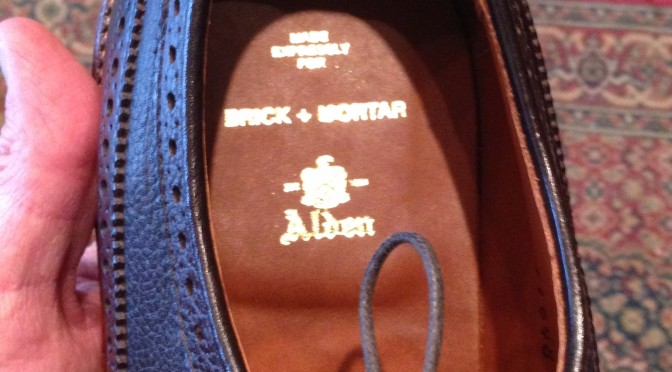 MADE
EXPRESSLY
FOR
BRICK + MORTAR
Alden